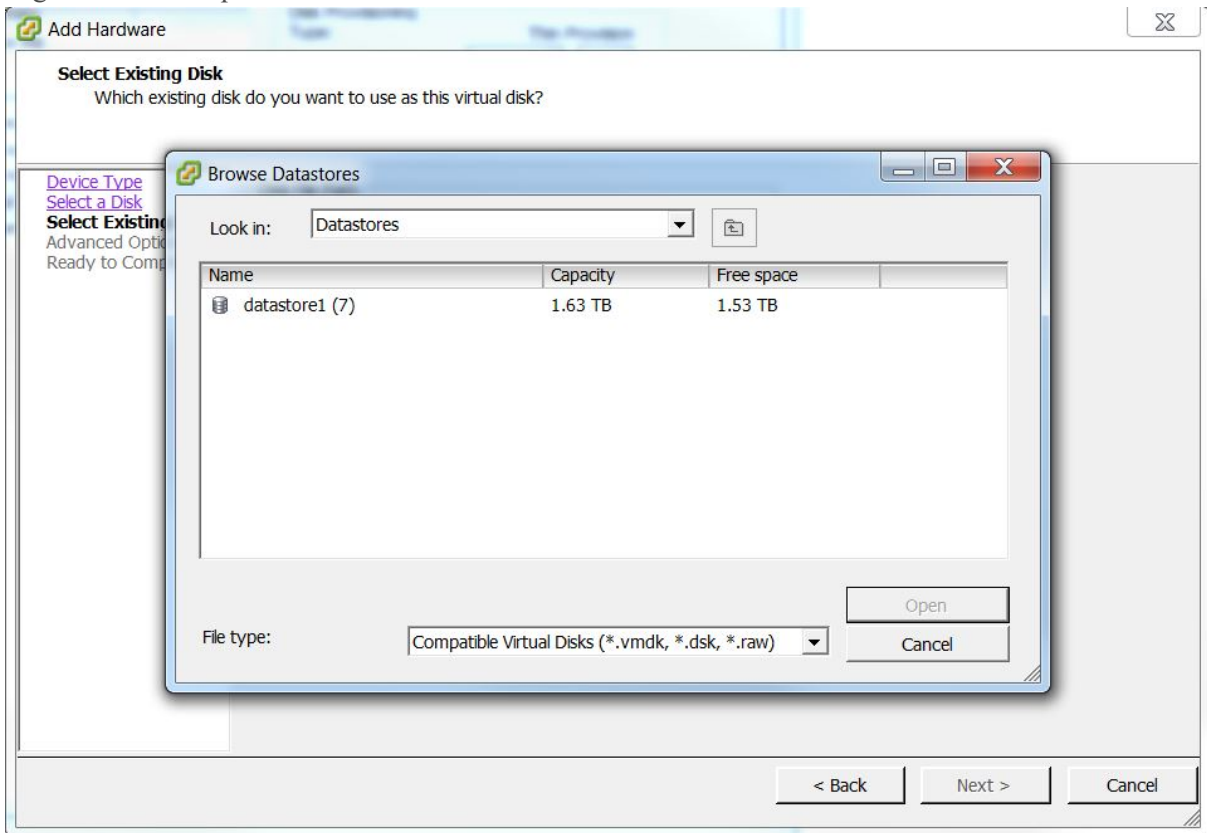 Add Hardware
Select Existing Disk
Which existing disk do you want to use as this virtual disk?
Device Type
Select a Disk
Select Existing
Advanced
Ready to
Browse Datastores
Look in: Datastores
Name Capacity Free space
datastore1 (7) 1.63 TB 1.53 TB
Open
File type: Compatible Virtual Disks (*.vmdk, *.dsk, *.raw)
Cancel
< Back Next > Cancel